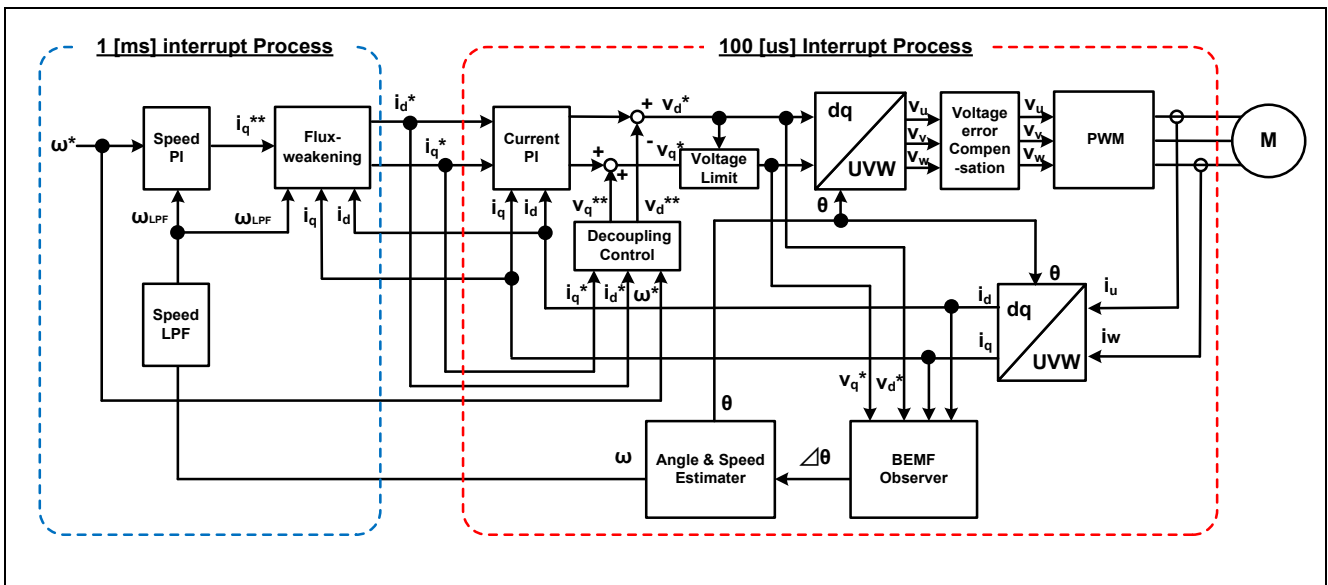 1 [ms] interrupt Process
100 [us] Interrupt Process
ω*
Speed
PI
iq**
Flux-
weakening
id*
iq*
Current
PI
+
vd*
-
+
+
vq*
Voltage
Limit
dq
UVW
vu
vv
vw
Voltage
error
Compen
-sation
vu
vv
vw
PWM
M
ωLPF
ωLPF
iq
id
iq
id
vq**
vd**
Decoupling
Control
θ
iq*
id*
ω*
θ
id
iq
dq
UVW
iu
iw
Speed
LPF
vq*
vd*
θ
ω
Angle & Speed
Estimater
⊿θ
BEMF
Observer